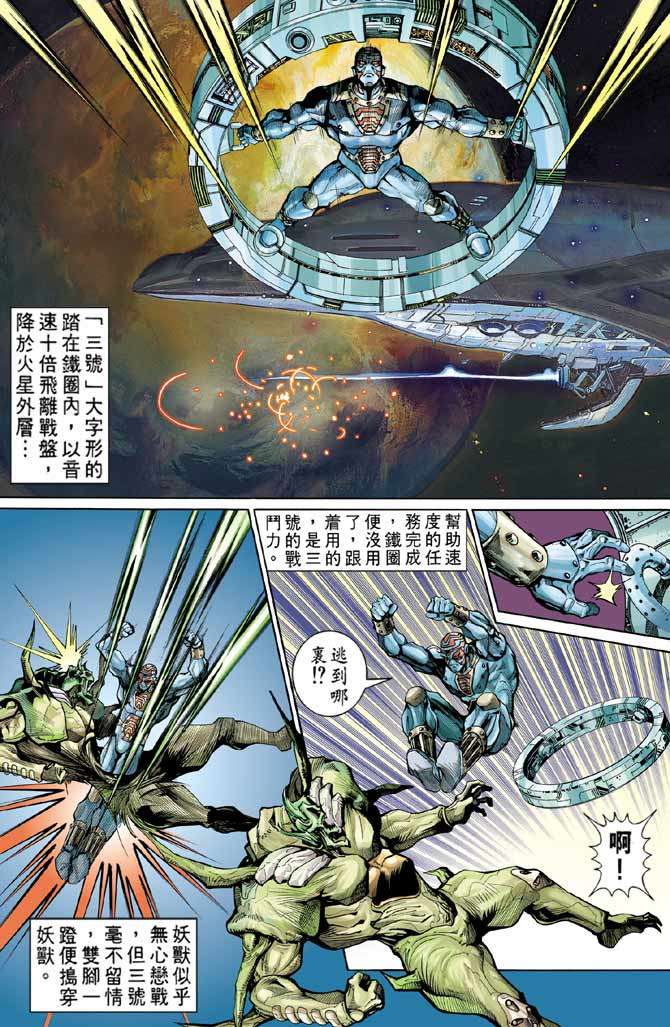 「三號」大字形的
踏在鐵圈內，以音
速十倍飛離戰盤，
降於火星外層…
幫助速
度的任
務完成
，鐵圈
便沒用
了，跟
着用的
，是三
號的戰
鬥力。
逃到哪
裏!?
啊！
妖獸似乎
無心戀戰
，但三號
毫不留情
，雙腳一
蹬便搗穿
妖獸。